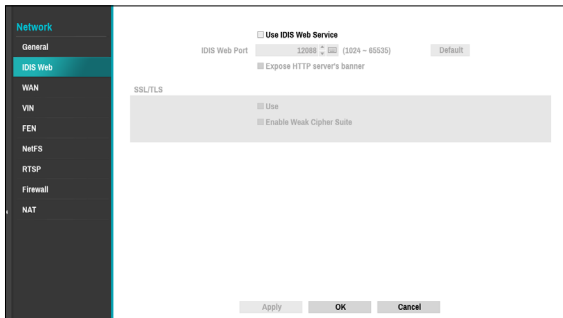 Network
General
IDIS Web
WAN
VIN
FEN
NetFS
RTSP
Firewall
NAT
Use IDIS Web Service
IDIS Web Port 12088 (1024 ~ 65535) Default
Expose HTTP server's banner
SSL/TLS
Use
Enable Weak Cipher Suite
Apply OK Cancel